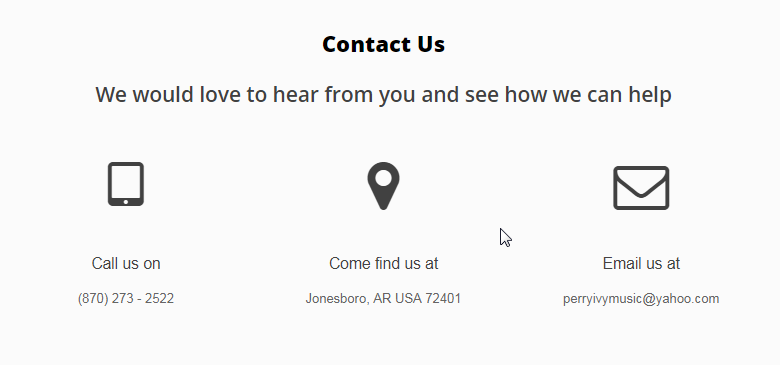 Contact Us
We would love to hear from you and see how we can help
Call us on
Come find us at
Email us at
(870) 273 - 2522
Jonesboro, AR USA 72401
perryivymusic@yahoo.com